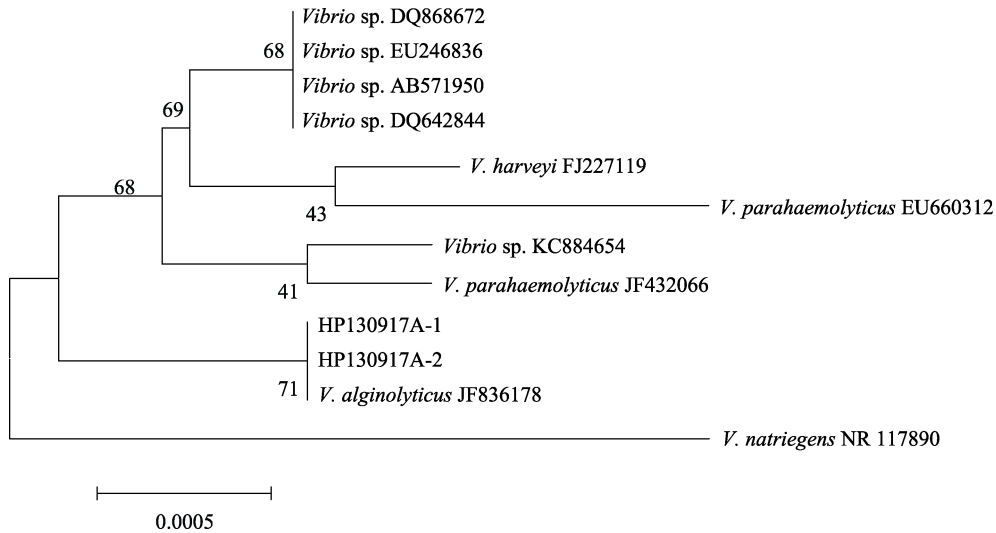 Vibrio sp. DQ868672
68
Vibrio sp. EU246836
Vibrio sp. AB571950
69
Vibrio sp. DQ642844
V. harveyi FJ227119
68
43
V. parahaemolyticus EU660312
Vibrio sp. KC884654
41
V. parahaemolyticus JF432066
HP130917A-1
HP130917A-2
71
V. alginolyticus JF836178
V. natriegens NR 117890
0.0005